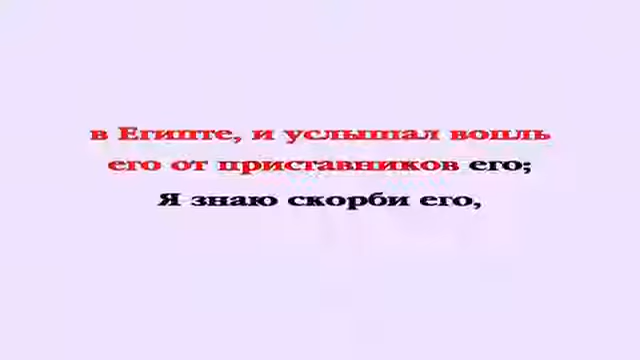 в Египте, и услышал вопль
его от приставников его;
Я знаю скорби его,